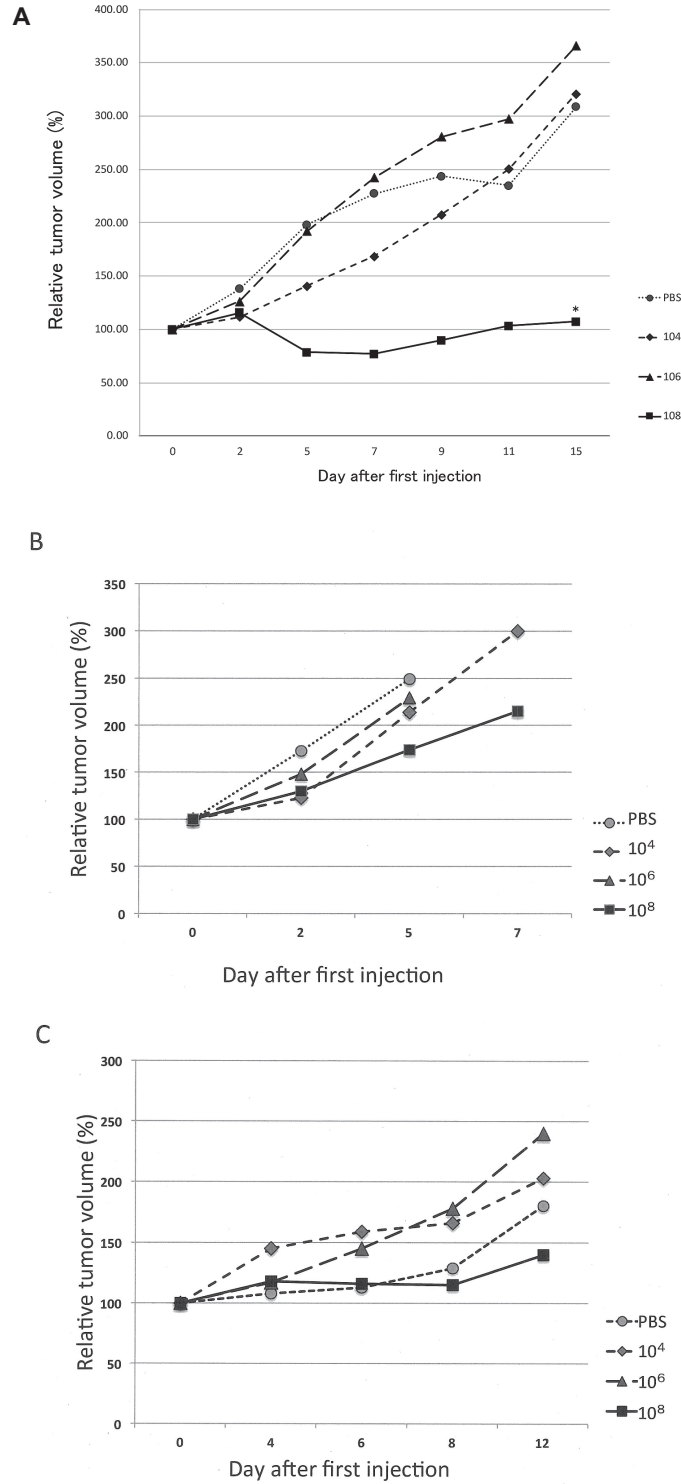 A
400.00
350.00
300.00
250.00
200.00
150.00
100.00
50.00
0.00
Relative tumor volume (%)
*
0 2 5 7 9 11 15
Day after first injection
PBS
104
106
108
B
350
300
250
200
150
100
50
0
Relative tumor volume (%)
0 2 5 7
Day after first injection
PBS
10⁴
10⁶
10⁸
C
300
250
200
150
100
50
0
Relative tumor volume (%)
0 4 6 8 12
Day after first injection
PBS
10⁴
10⁶
10⁸